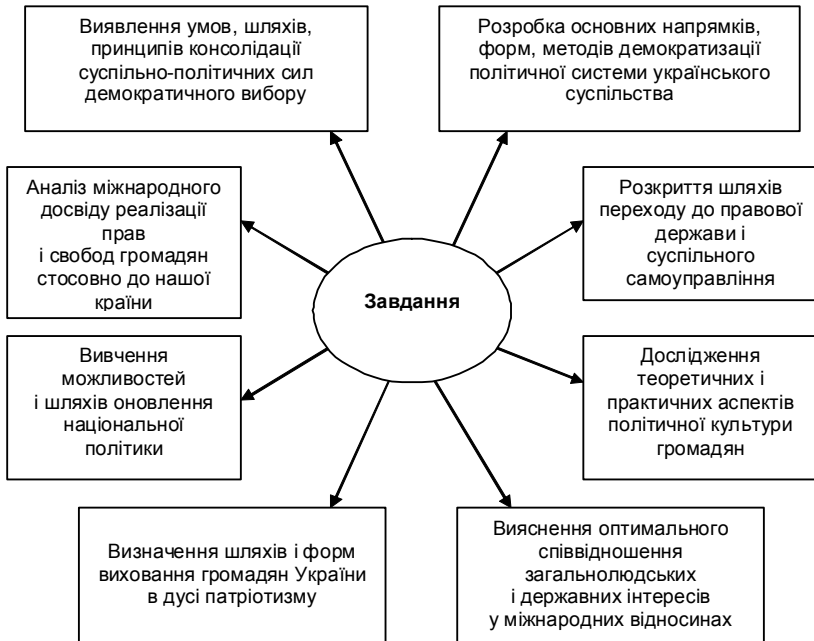 Виявлення умов, шляхів,
принципів консолідації
суспільно-політичних сил
демократичного вибору
Розробка основних напрямків,
форм, методів демократизації
політичної системи українського
суспільства
Аналіз міжнародного
досвіду реалізації
прав
і свобод громадян
стосовно до нашої
країни
Розкриття шляхів
переходу до правової
держави і
суспільного
самоуправління
Завдання
Вивчення
можливостей
і шляхів оновлення
національної
політики
Дослідження
теоретичних і
практичних аспектів
політичної культури
громадян
Визначення шляхів і форм
виховання громадян України
в дусі патріотизму
Вияснення оптимального
співвідношення
загальнолюдських
і державних інтересів
у міжнародних відносинах